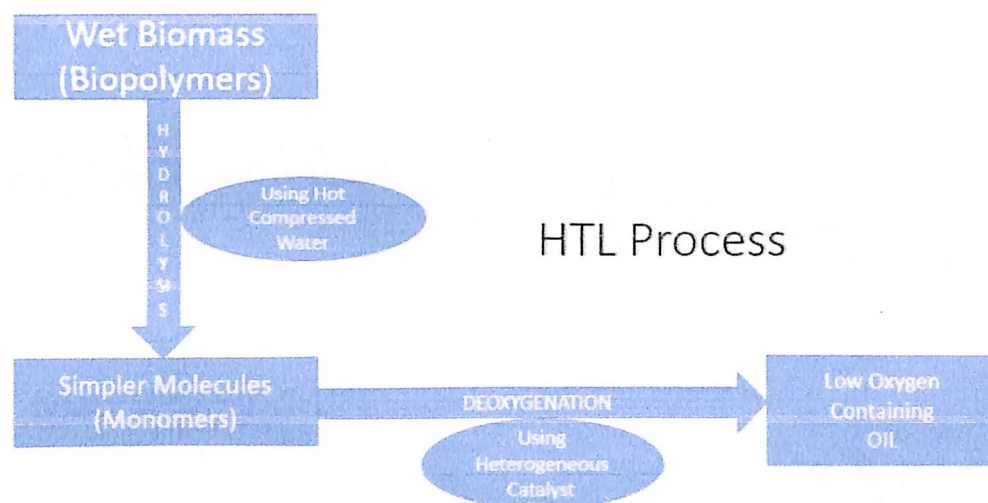 Wet Biomass
(Biopolymers)
HYDROLYSIS
Using Hot
Compressed
Water
HTL Process
Simpler Molecules
(Monomers)
DEOXYGENATION
Using
Heterogeneous
Catalyst
Low Oxygen
Containing
OIL